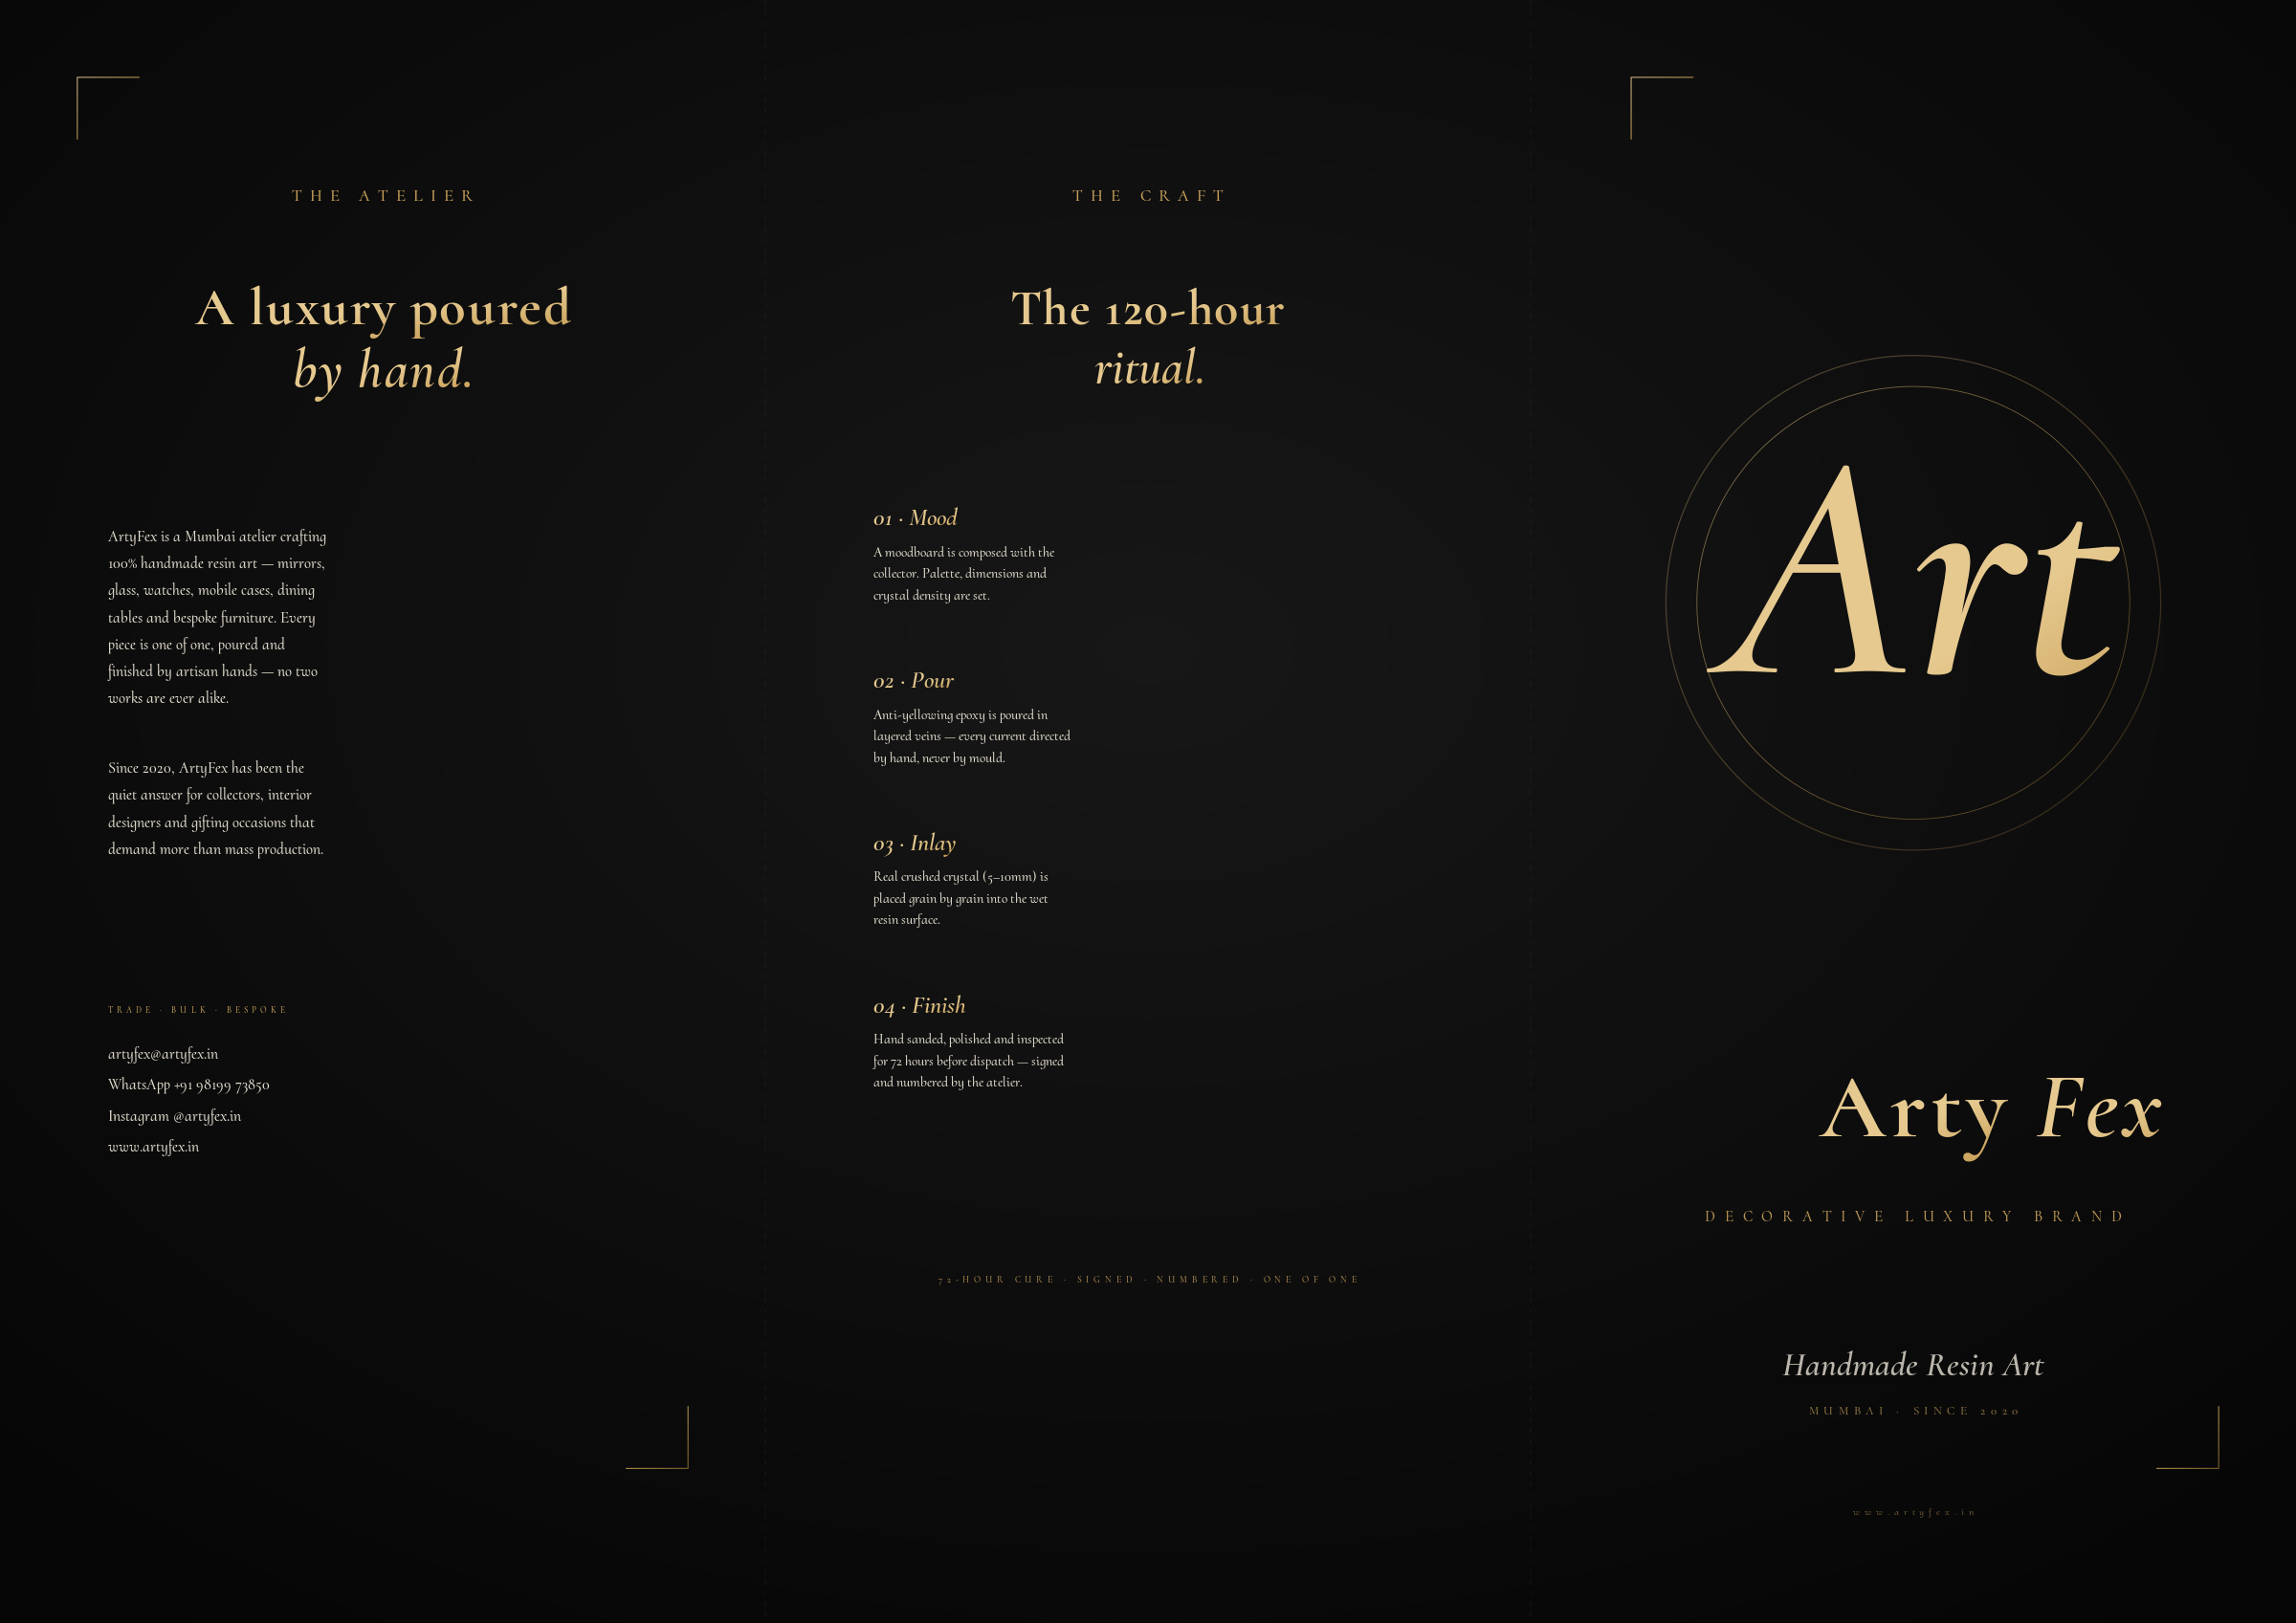 THE ATELIER
A luxury poured
by hand.
ArtyFex is a Mumbai atelier crafting
100% handmade resin art — mirrors,
glass, watches, mobile cases, dining
tables and bespoke furniture. Every
piece is one of one, poured and
finished by artisan hands — no two
works are ever alike.
Since 2020, ArtyFex has been the
quiet answer for collectors, interior
designers and gifting occasions that
demand more than mass production.
TRADE · BULK · BESPOKE
artyfex@artyfex.in
WhatsApp +91 98199 73850
Instagram @artyfex.in
www.artyfex.in
THE CRAFT
The 120-hour
ritual.
01 · Mood
A moodboard is composed with the
collector. Palette, dimensions and
crystal density are set.
02 · Pour
Anti-yellowing epoxy is poured in
layered veins — every current directed
by hand, never by mould.
03 · Inlay
Real crushed crystal (5–10mm) is
placed grain by grain into the wet
resin surface.
04 · Finish
Hand sanded, polished and inspected
for 72 hours before dispatch — signed
and numbered by the atelier.
72-HOUR CURE · SIGNED · NUMBERED · ONE OF ONE
Art
Arty Fex
DECORATIVE LUXURY BRAND
Handmade Resin Art
MUMBAI · SINCE 2020
www.artyfex.in